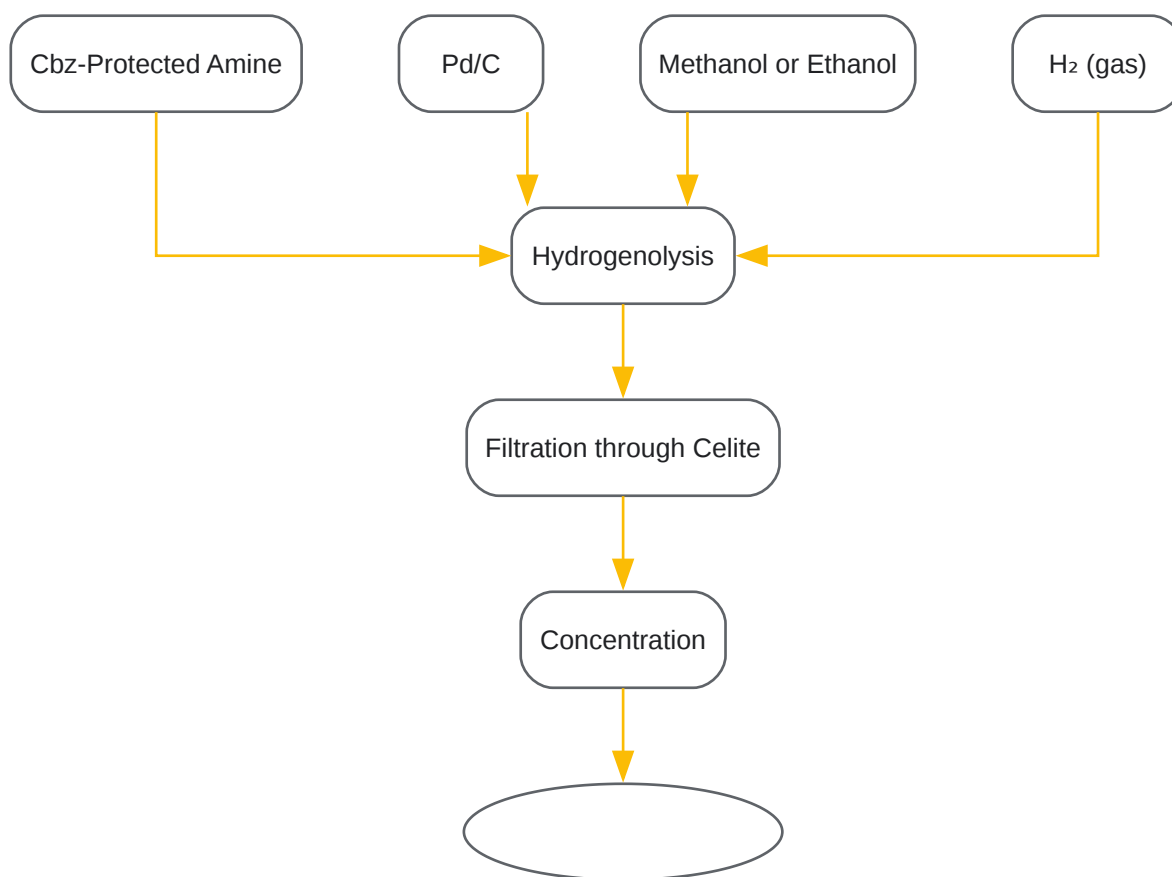 Cbz-Protected Amine
Pd/C
Methanol or Ethanol
H₂ (gas)
Hydrogenolysis
Filtration through Celite
Concentration